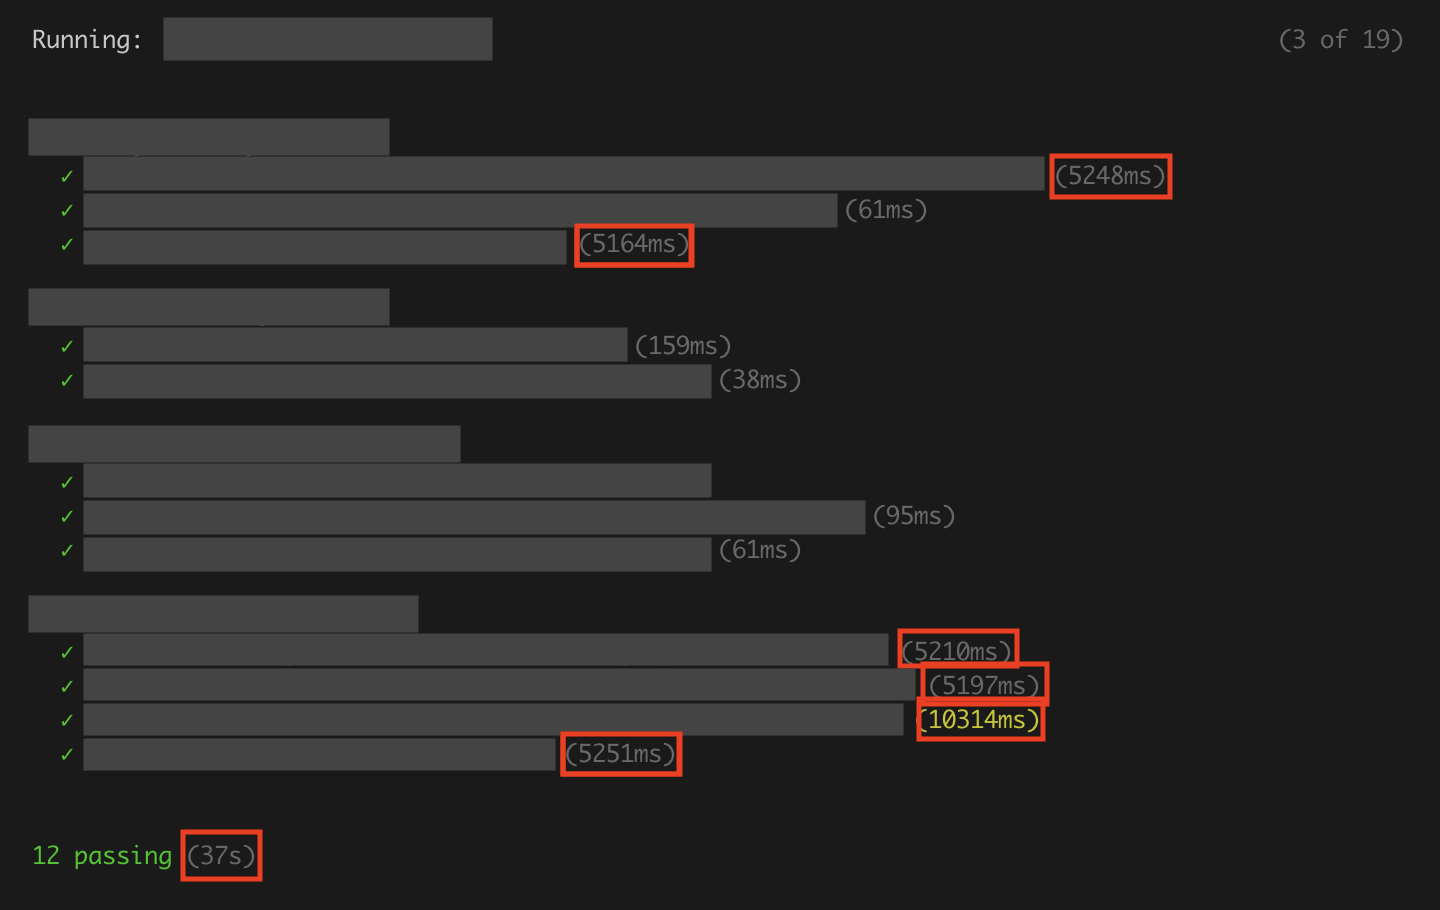 Running: (3 of 19)
✓ (5248ms)
✓ (61ms)
✓ (5164ms)
✓ (159ms)
✓ (38ms)
✓
✓ (95ms)
✓ (61ms)
✓ (5210ms)
✓ (5197ms)
✓ (10314ms)
✓ (5251ms)
12 passing (37s)